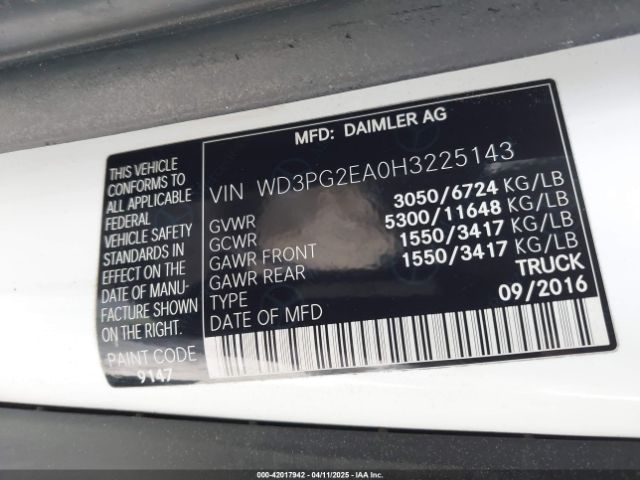 MFD: DAIMLER AG
THIS VEHICLE
CONFORMS TO
ALL APPLICABLE
FEDERAL
VEHICLE SAFETY
STANDARDS IN
EFFECT ON THE
DATE OF MANU-
FACTURE SHOWN
ON THE RIGHT.
PAINT CODE
9147
VIN WD3PG2EA0H3225143
GVWR 3050/6724 KG/LB
GCWR 5300/11648 KG/LB
GAWR FRONT 1550/3417 KG/LB
GAWR REAR 1550/3417 KG/LB
TYPE TRUCK
DATE OF MFD 09/2016
000-42017942 - 04/11/2025 - IAAI, Inc.